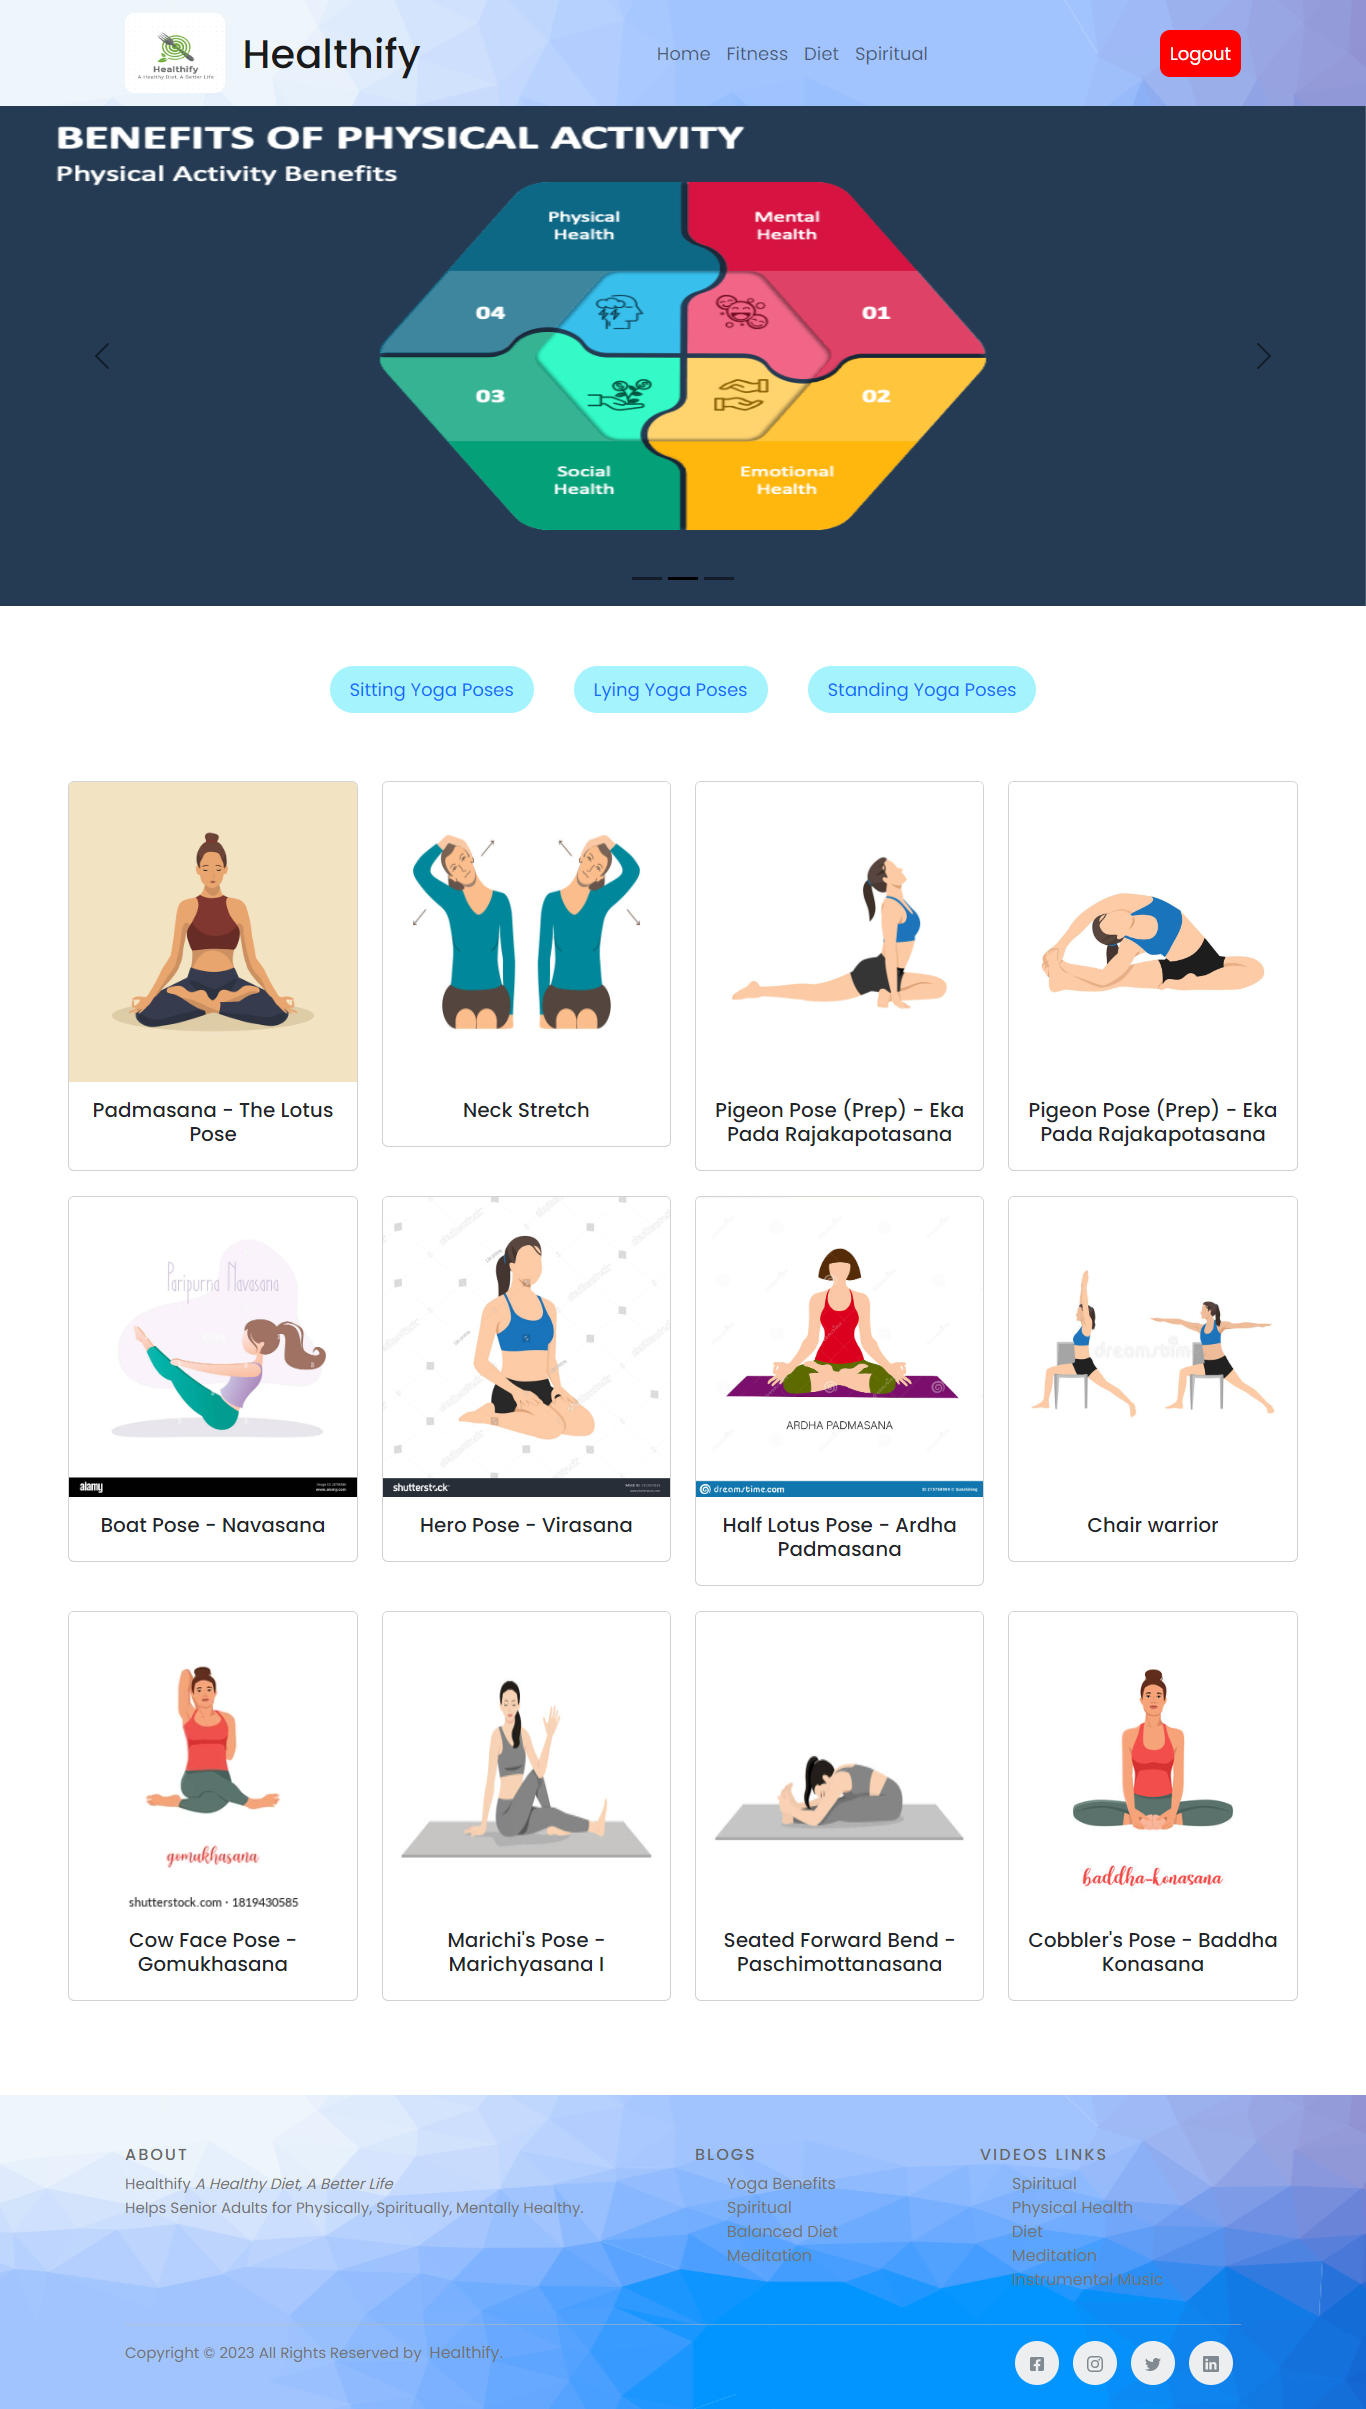 Healthify
A Healthy Diet, A Better Life
Healthify
Home Fitness Diet Spiritual
Logout
BENEFITS OF PHYSICAL ACTIVITY
Physical Activity Benefits
Physical
Health
Mental
Health
04
01
03
02
Social
Health
Emotional
Health
Sitting Yoga Poses
Lying Yoga Poses
Standing Yoga Poses
Padmasana - The Lotus
Pose
Neck Stretch
Pigeon Pose (Prep) - Eka
Pada Rajakapotasana
Pigeon Pose (Prep) - Eka
Pada Rajakapotasana
Paripurna Navasana
alamy
www.alamy.com
Boat Pose - Navasana
shutterstock
Hero Pose - Virasana
ARDHA PADMASANA
dreamstime.com
Half Lotus Pose - Ardha
Padmasana
dreamstime
Chair warrior
gomukhasana
shutterstock.com · 1819430585
Cow Face Pose -
Gomukhasana
Marichi's Pose -
Marichyasana I
Seated Forward Bend -
Paschimottanasana
baddha-konasana
Cobbler's Pose - Baddha
Konasana
ABOUT
Healthify A Healthy Diet, A Better Life
Helps Senior Adults for Physically, Spiritually, Mentally Healthy.
BLOGS
Yoga Benefits
Spiritual
Balanced Diet
Meditation
VIDEOS LINKS
Spiritual
Physical Health
Diet
Meditation
Instrumental Music
Copyright © 2023 All Rights Reserved by Healthify.